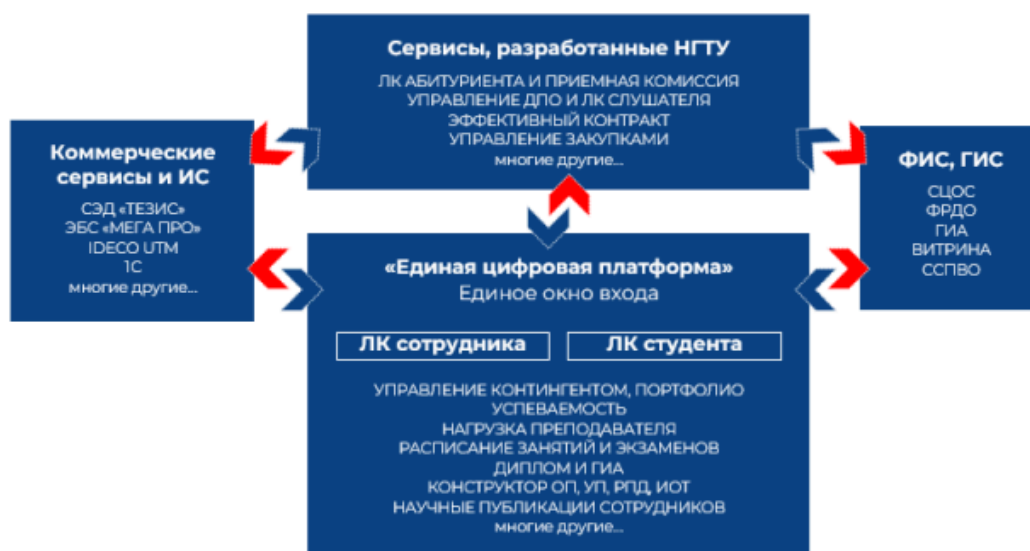 Сервисы, разработанные НГТУ
ЛК АБИТУРИЕНТА И ПРИЕМНАЯ КОМИССИЯ
УПРАВЛЕНИЕ ДПО И ЛК СЛУШАТЕЛЯ
ЭФФЕКТИВНЫЙ КОНТРАКТ
УПРАВЛЕНИЕ ЗАКУПКАМИ
многие другие...
Коммерческие
сервисы и ИС
СЭД «ТЕЗИС»
ЭБС «МЕГА ПРО»
IDECO UTM
1С
многие другие...
ФИС, ГИС
СЦОС
ФРДО
ГИА
ВИТРИНА
ССПВО
«Единая цифровая платформа»
Единое окно входа
ЛК сотрудника
ЛК студента
УПРАВЛЕНИЕ КОНТИНГЕНТОМ, ПОРТФОЛИО
УСПЕВАЕМОСТЬ
НАГРУЗКА ПРЕПОДАВАТЕЛЯ
РАСПИСАНИЕ ЗАНЯТИЙ И ЭКЗАМЕНОВ
ДИПЛОМ И ГИА
КОНСТРУКТОР ОП, УП, РПД, ИОТ
НАУЧНЫЕ ПУБЛИКАЦИИ СОТРУДНИКОВ
многие другие...